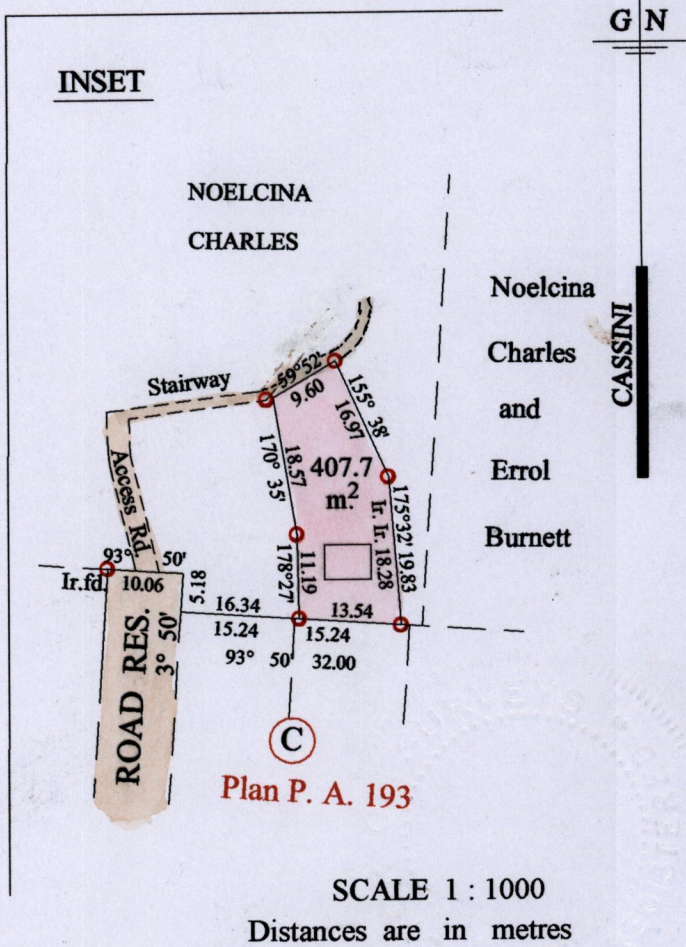 G N
INSET
NOELCINA
CHARLES
Noelcina
Charles
and
Errol
Burnett
CASSINI
Stairway
59°52'
9.60
155° 38'
16.97
170° 35'
18.57
407.7
m.²
Access Rd.
175°32' 19.83
Ir. Ir. 18.28
178°27'
11.19
93° 50'
Ir.fd.
10.06
5.18
16.34
13.54
15.24
15.24
93° 50' 32.00
ROAD RES.
3° 50'
C
Plan P. A. 193
SCALE 1 : 1000
Distances are in metres